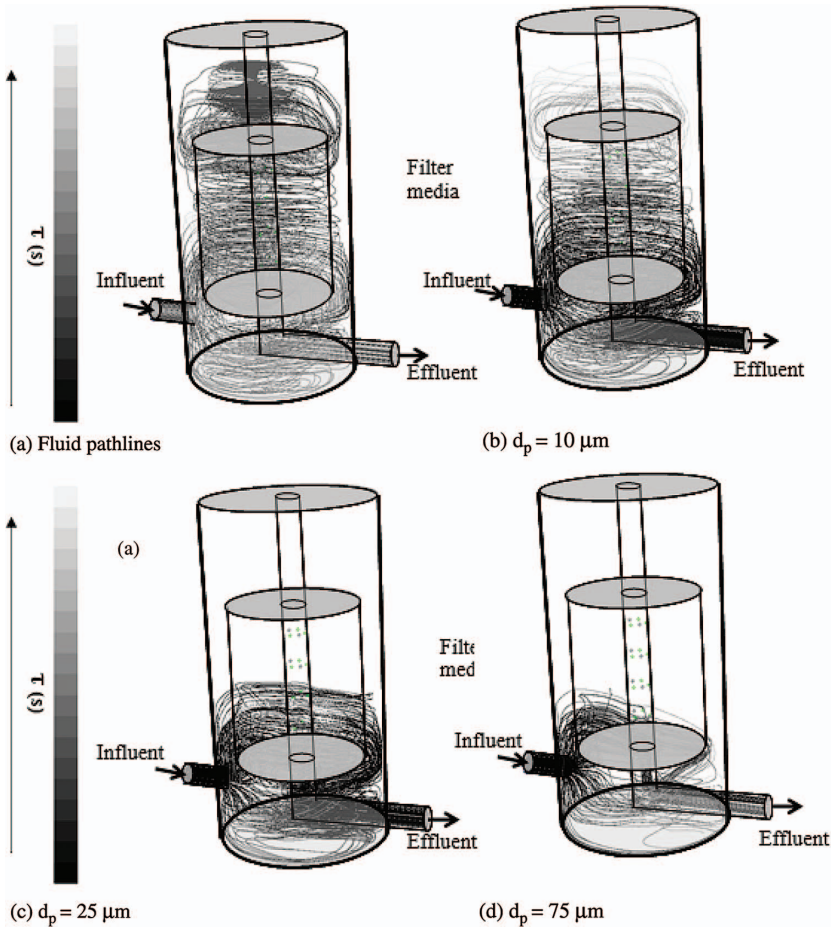 Filter
media
τ (s)
Influent
Effluent
Influent
Effluent
(a) Fluid pathlines
(b) dp = 10 μm
(a)
Filte
med
τ (s)
Influent
Effluent
Influent
Effluent
(c) dp = 25 μm
(d) dp = 75 μm